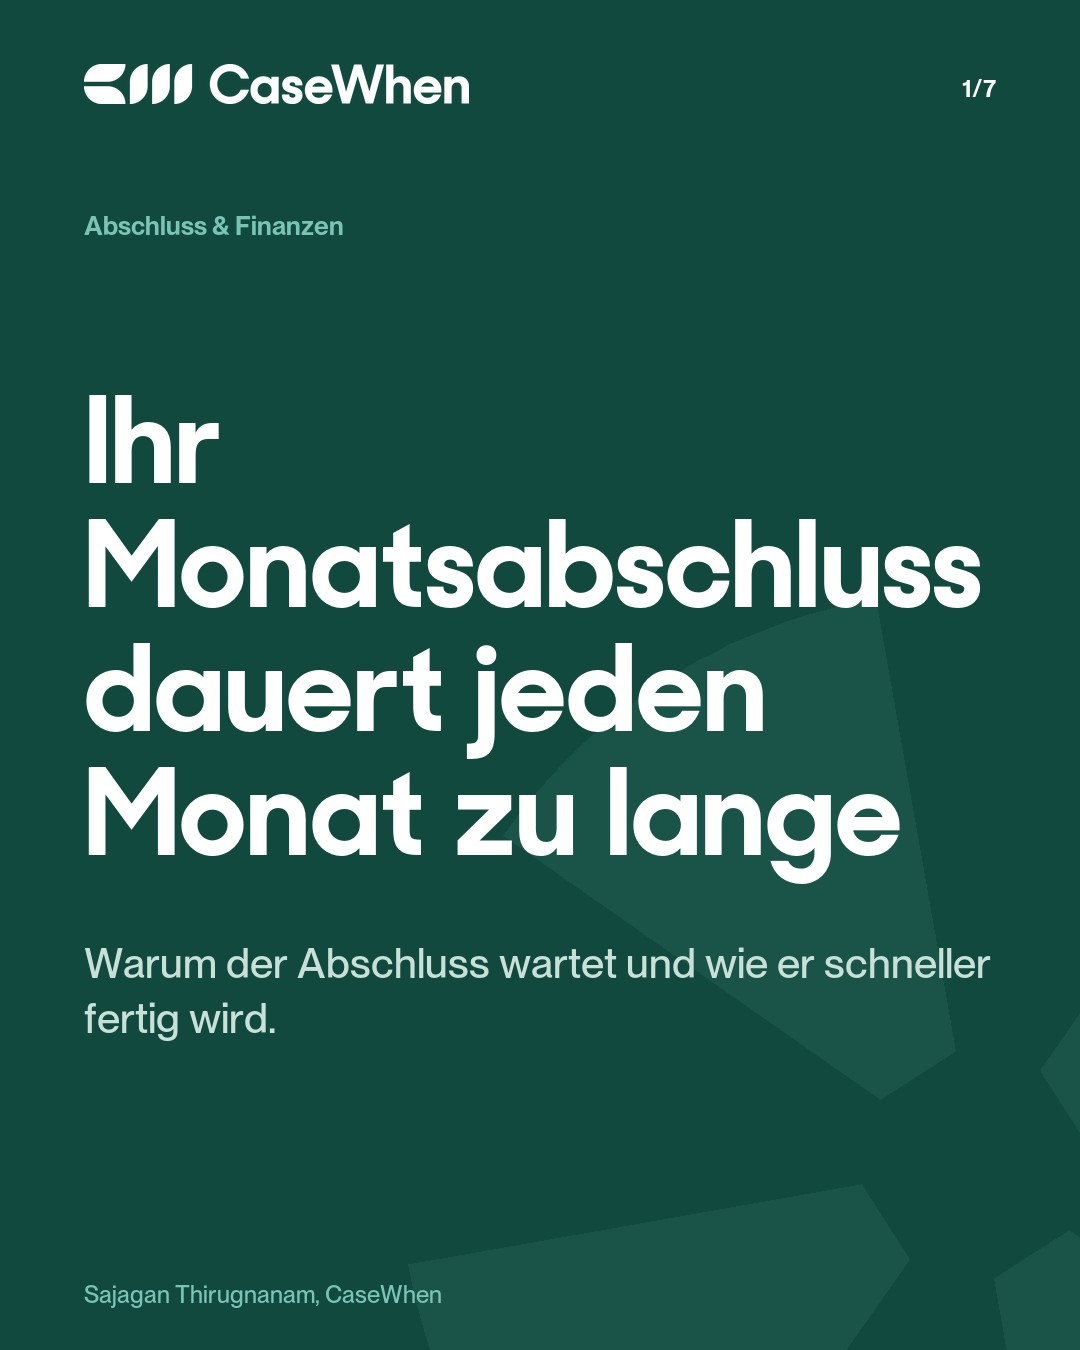 CaseWhen
1/7
Abschluss & Finanzen
Ihr
Monatsabschluss
dauert jeden
Monat zu lange
Warum der Abschluss wartet und wie er schneller
fertig wird.
Sajagan Thirugnanam, CaseWhen